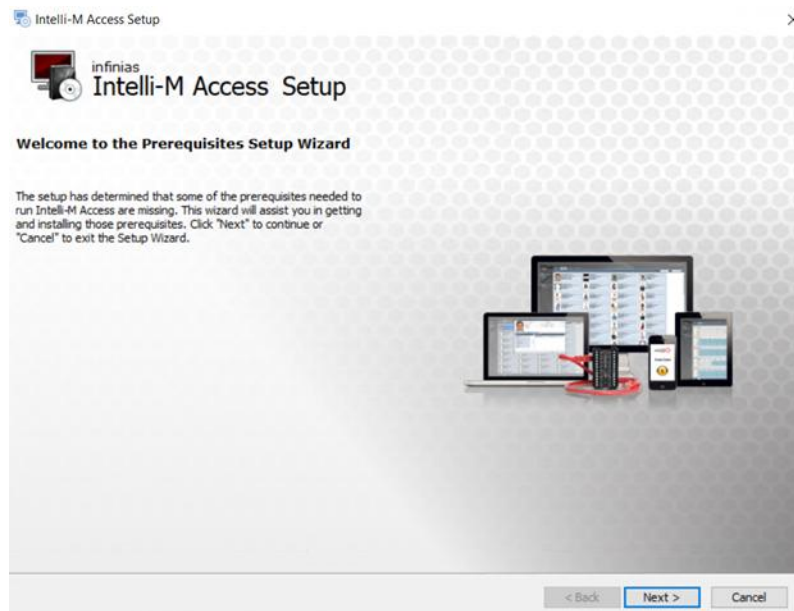 Intelli-M Access Setup
infinias
Intelli-M Access Setup
Welcome to the Prerequisites Setup Wizard
The setup has determined that some of the prerequisites needed to
run Intelli-M Access are missing. This wizard will assist you in getting
and installing those prerequisites. Click "Next" to continue or
"Cancel" to exit the Setup Wizard.
< Back
Next >
Cancel